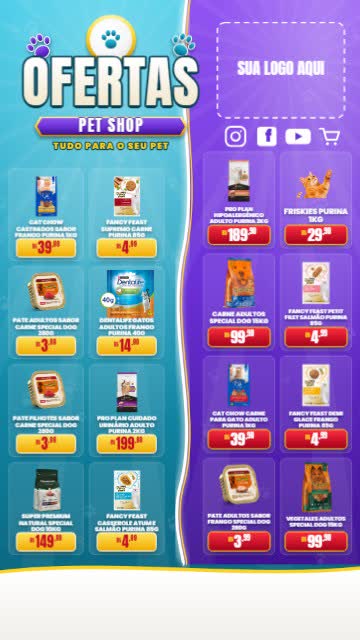 OFERTAS
PET SHOP
TUDO PARA O SEU PET
SUA LOGO AQUI
CAT CHOW
CASTRADOS SABOR
FRANGO PURINA 1KG
R$39,99
FANCY FEAST
SUPREMO CARNE
PURINA 85G
R$4,99
PATE ADULTOS SABOR
CARNE SPECIAL DOG
280G
R$3,99
DENTALIFE GATOS
ADULTOS FRANGO
PURINA 40G
R$14,90
PATE FILHOTES SABOR
CARNE SPECIAL DOG
280G
R$3,99
PRO PLAN CUIDADO
URINÁRIO ADULTO
PURINA 2KG
R$199,90
SUPER PREMIUM
NATURAL SPECIAL
DOG 10KG
R$149,90
FANCY FEAST
CASSEROLE ATUM E
SALMÃO PURINA 85G
R$4,99
PRO PLAN
HIPOALERGÊNICO
ADULTO PURINA 2KG
R$189,90
FRISKIES PURINA
1KG
R$29,90
CARNE ADULTOS
SPECIAL DOG 15KG
R$99,90
FANCY FEAST PETIT
FILET SALMÃO PURINA
85G
R$4,99
CAT CHOW CARNE
PARA GATO ADULTO
PURINA 1KG
R$39,90
FANCY FEAST DEMI
GLACE FRANGO
PURINA 85G
R$4,99
PATE ADULTOS SABOR
FRANGO SPECIAL DOG
280G
R$3,99
VEGETALES ADULTOS
SPECIAL DOG 15KG
R$99,90